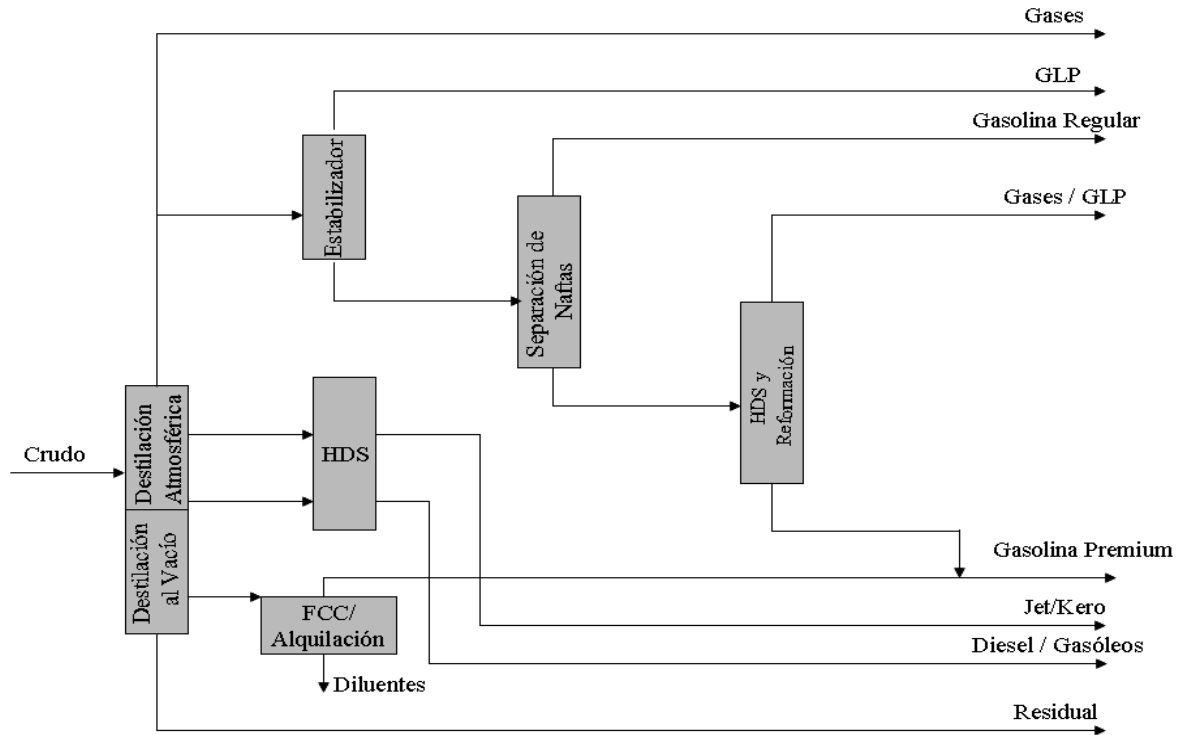 Gases
GLP
Gasolina Regular
Gases / GLP
Estabilizador
Separación de
Naftas
HDS y
Reformación
Crudo
Destilación
Atmosférica
HDS
Destilación
al Vacío
FCC/
Alquilación
Diluentes
Gasolina Premium
Jet/Kero
Diesel / Gasóleos
Residual